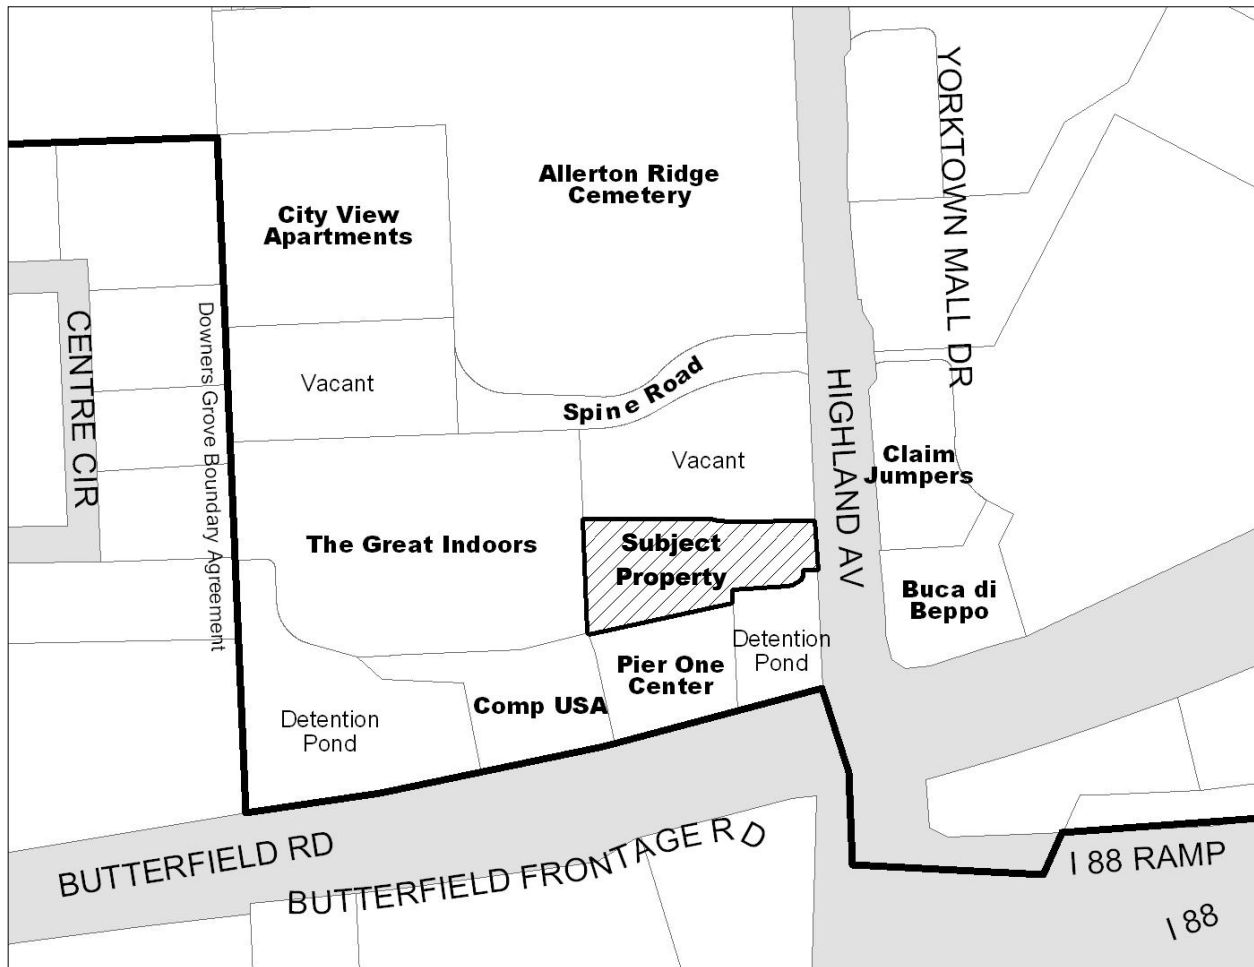 YORKTOWN MALL DR
Allerton Ridge
Cemetery
City View
Apartments
CENTRE CIR
Downers Grove Boundary Agreement
Vacant
Spine Road
HIGHLAND AV
Vacant
Claim
Jumpers
The Great Indoors
Subject
Property
Buca di
Beppo
Detention
Pond
Pier One
Center
Comp USA
Detention
Pond
BUTTERFIELD RD
BUTTERFIELD FRONTAGE RD
I 88 RAMP
I 88